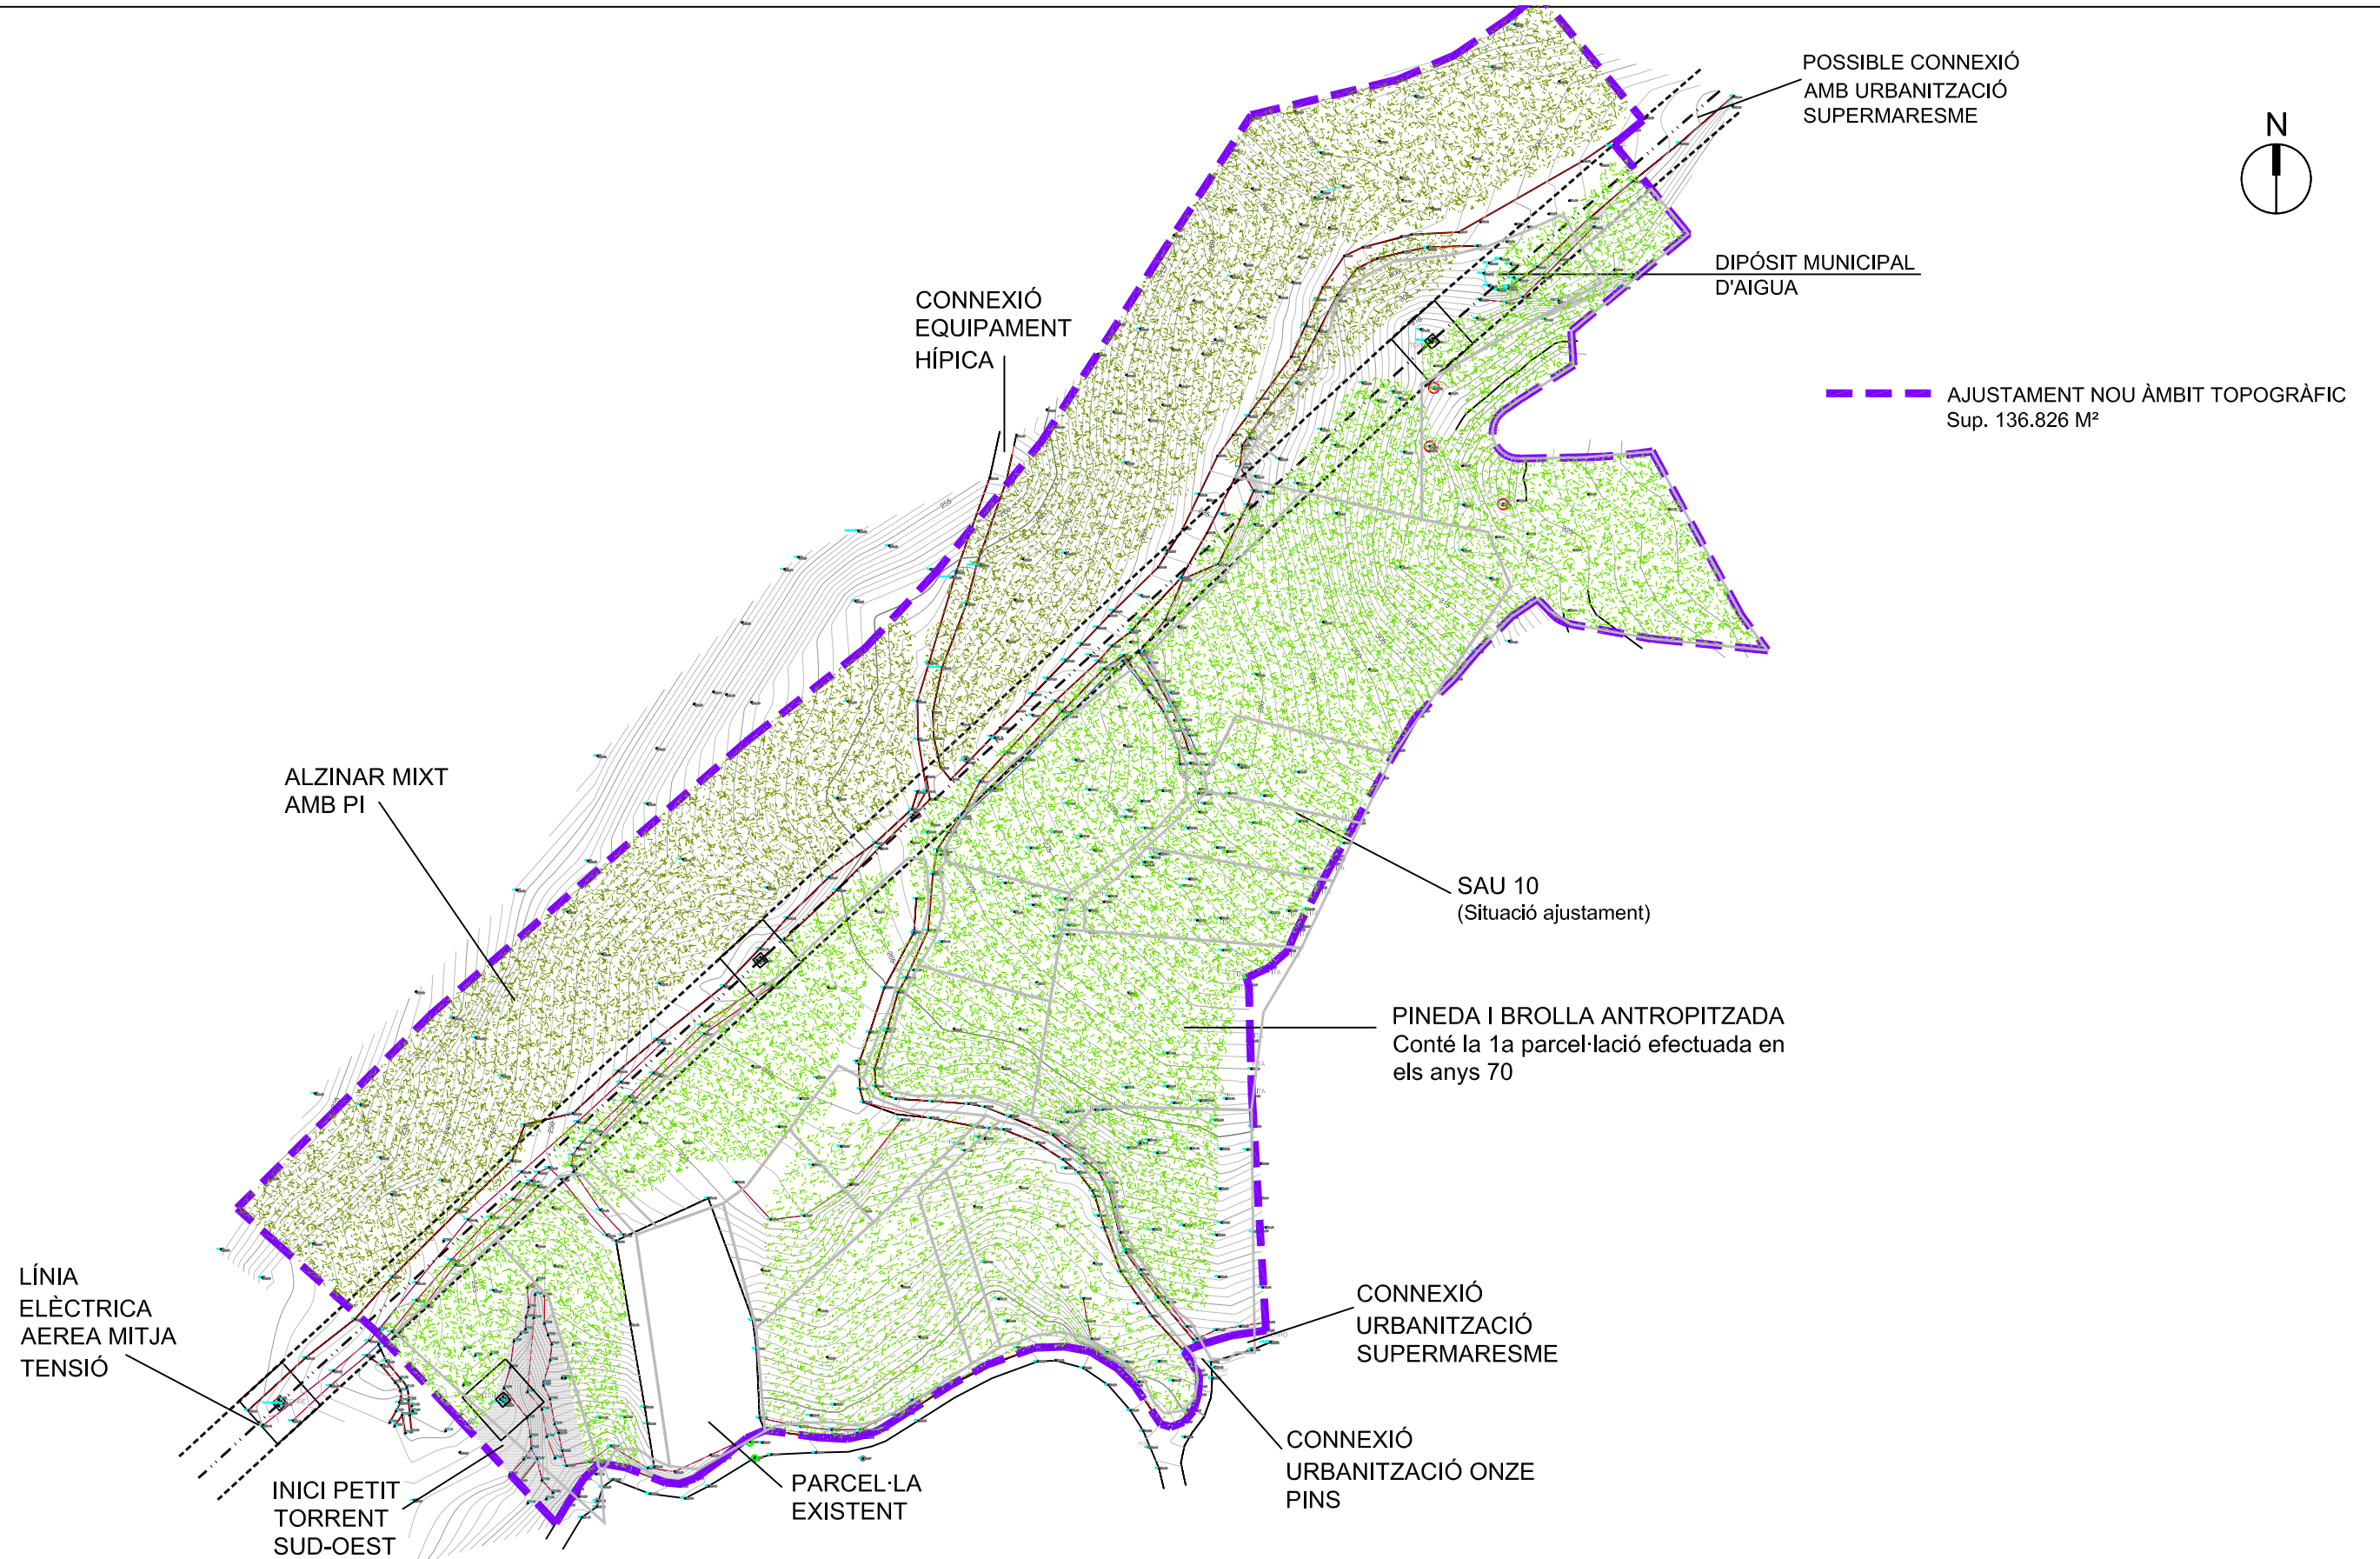 POSSIBLE CONNEXIÓ
AMB URBANITZACIÓ
SUPERMARESME
N
DIPÓSIT MUNICIPAL
D'AIGUA
CONNEXIÓ
EQUIPAMENT
HÍPICA
AJUSTAMENT NOU ÀMBIT TOPOGRÀFIC
Sup. 136.826 M²
ALZINAR MIXT
AMB PI
SAU 10
(Situació ajustament)
PINEDA I BROLLA ANTROPITZADA
Conté la 1a parcel·lació efectuada en
els anys 70
LÍNIA
ELÈCTRICA
AEREA MITJA
TENSIÓ
CONNEXIÓ
URBANITZACIÓ
SUPERMARESME
CONNEXIÓ
URBANITZACIÓ ONZE
PINS
PARCEL·LA
EXISTENT
INICI PETIT
TORRENT
SUD-OEST